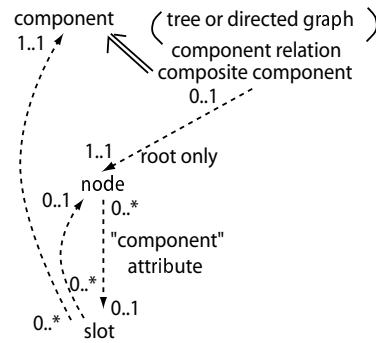 component
(tree or directed graph)
1..1
component relation
composite component
0..1
1..1
root only
node
0..1
0..*
"component"
attribute
0..*
0..1
0..*
slot